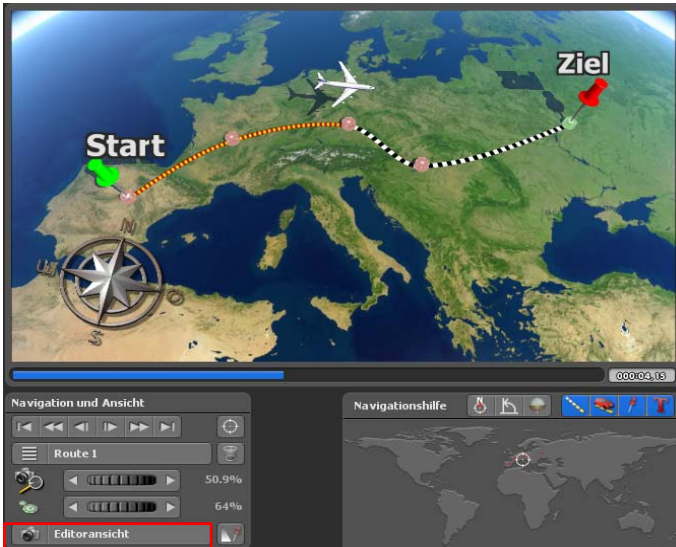 Ziel
Start
N
W
O
S
000:04,15
Navigation und Ansicht
Navigationshilfe
Route 1
50.9%
64%
Editoransicht